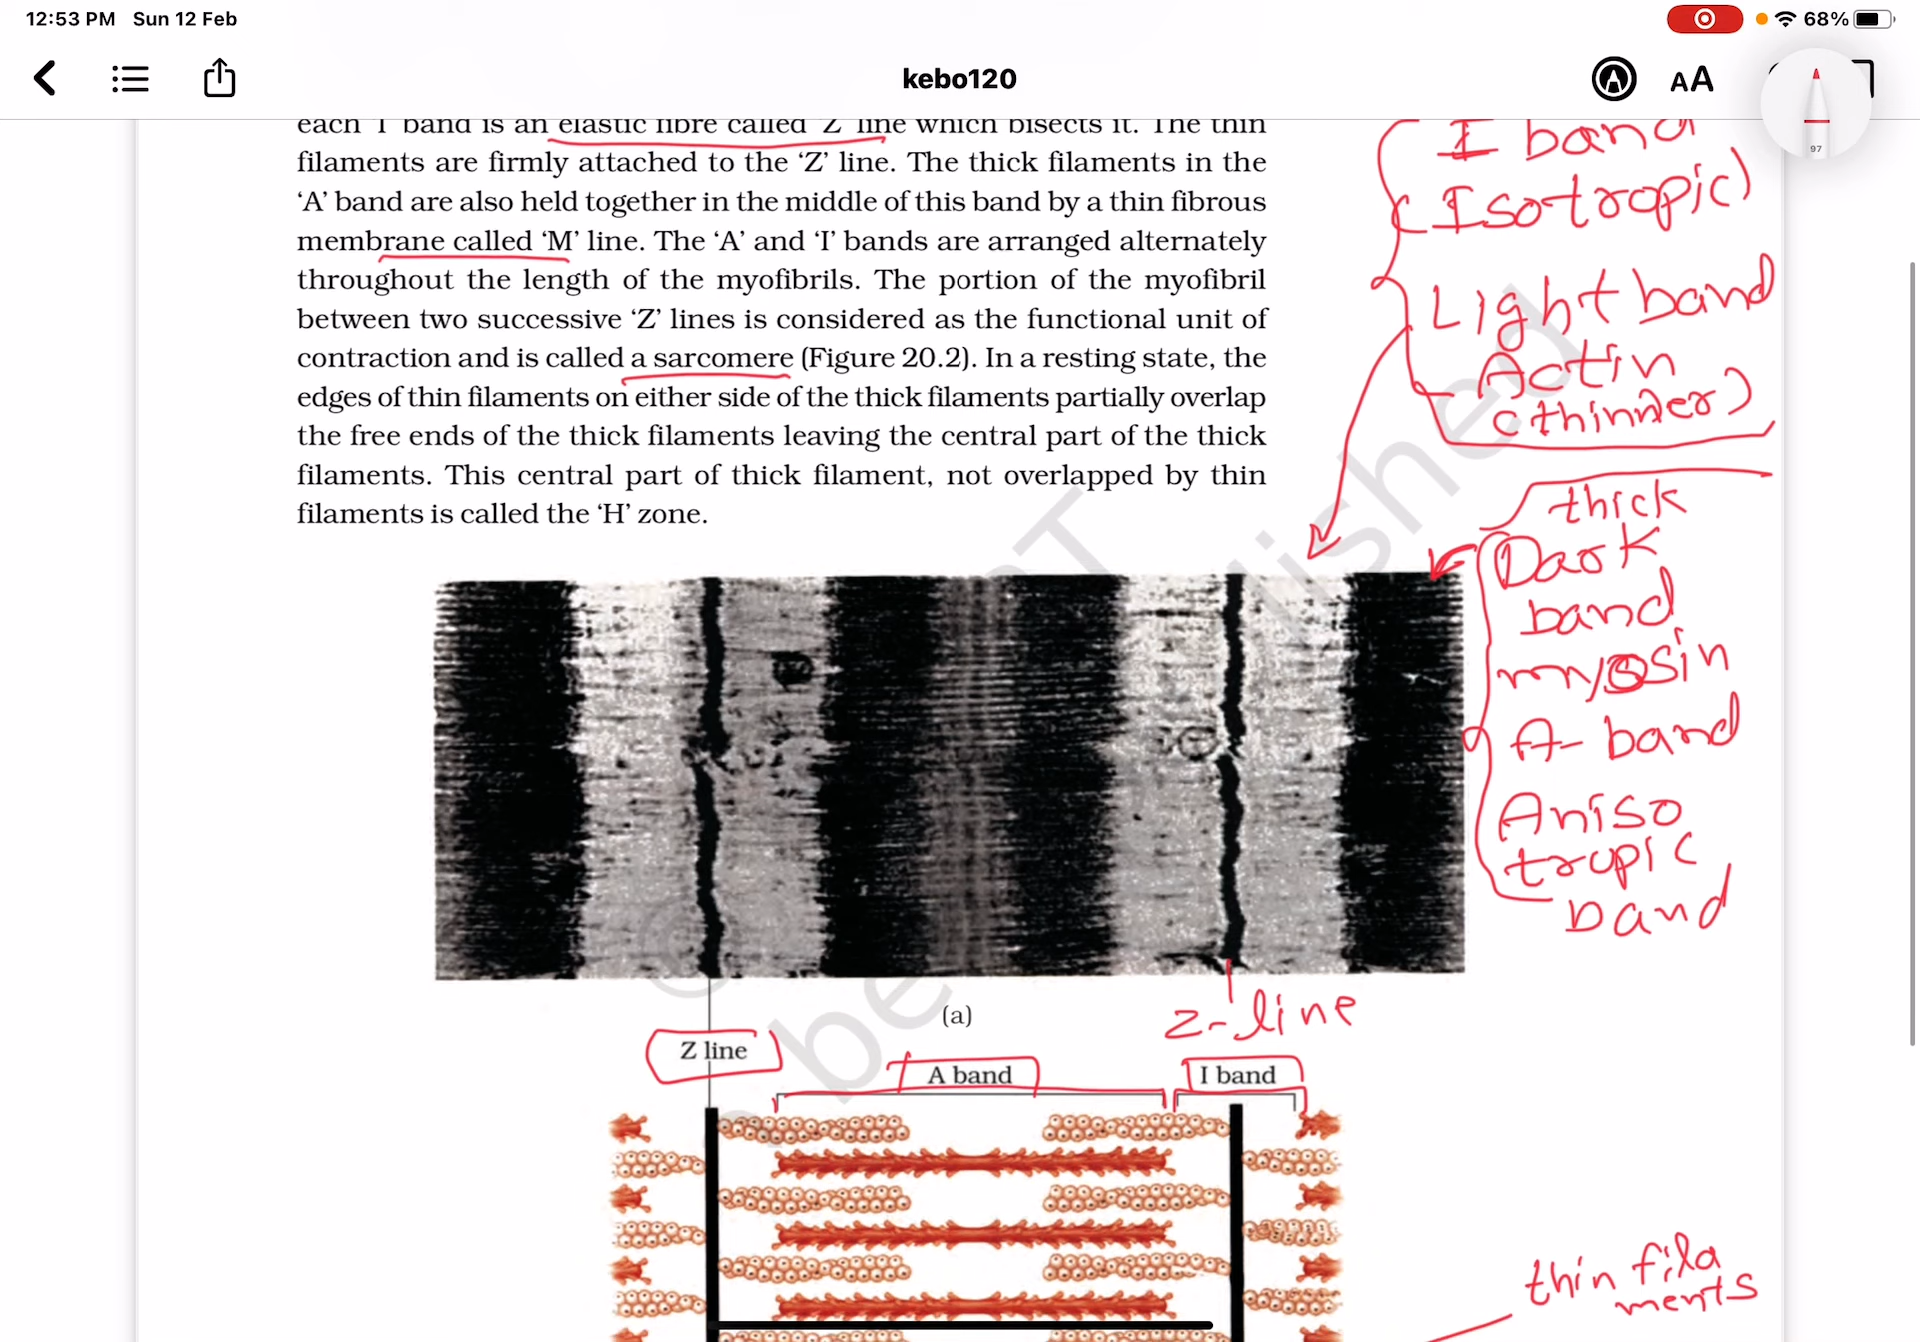 12:53 PM Sun 12 Feb
68%
kebo120
AA
97
each 'I' band is an elastic fibre called 'Z' line which bisects it. The thin
filaments are firmly attached to the ‘Z’ line. The thick filaments in the
‘A’ band are also held together in the middle of this band by a thin fibrous
membrane called ‘M’ line. The ‘A’ and ‘I’ bands are arranged alternately
throughout the length of the myofibrils. The portion of the myofibril
between two successive ‘Z’ lines is considered as the functional unit of
contraction and is called a sarcomere (Figure 20.2). In a resting state, the
edges of thin filaments on either side of the thick filaments partially overlap
the free ends of the thick filaments leaving the central part of the thick
filaments. This central part of thick filament, not overlapped by thin
filaments is called the ‘H’ zone.
I band
(Isotropic)
Light band
Actin
(thinner)
thick
Dark
band
myosin
A- band
Aniso
tropic
band
(a)
Z-line
Z line
A band
I band
thin fila
ments